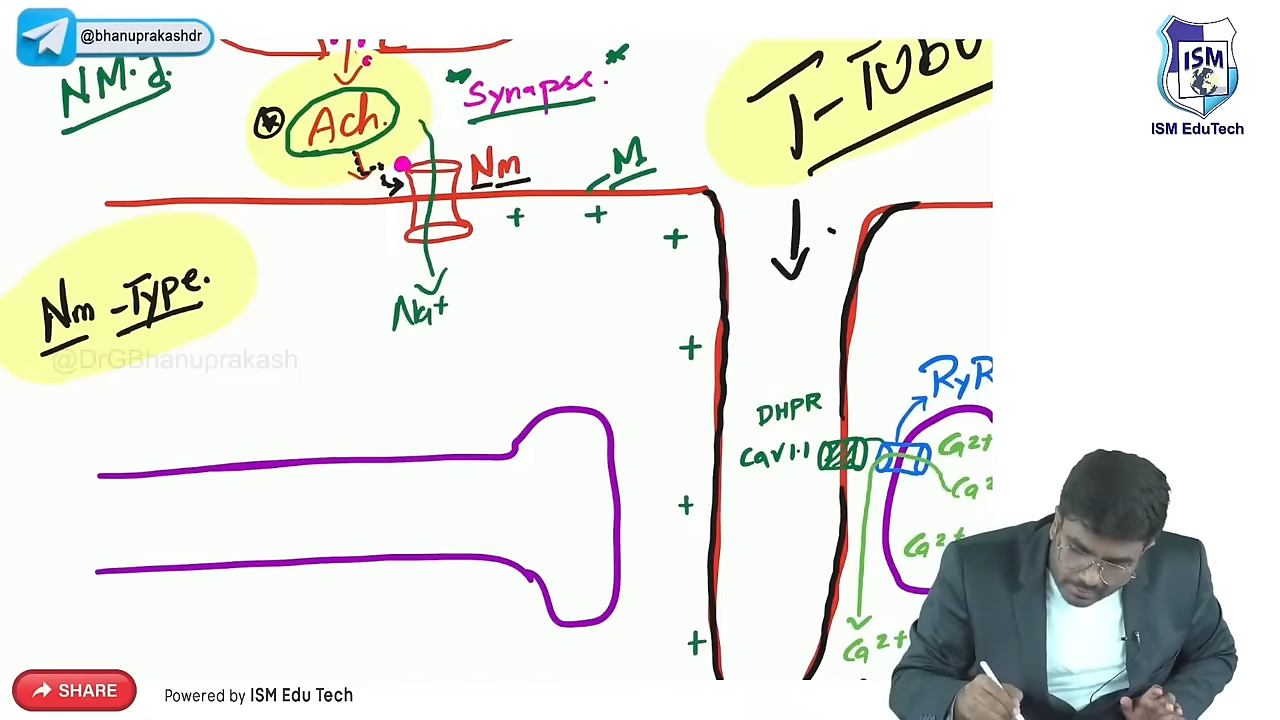 @bhanuprakashdr
NM.J.
Ach.
Synapse.
T-Tubu
ISM
ISM EduTech
Nm
M
+ + +
Na+
Nm -Type.
@DrGBhanuprakash
+
DHPR
Cav1.1
RyR
Ca2+
Ca2
Ca2+
+
+
Ca2+
SHARE
Powered by ISM Edu Tech